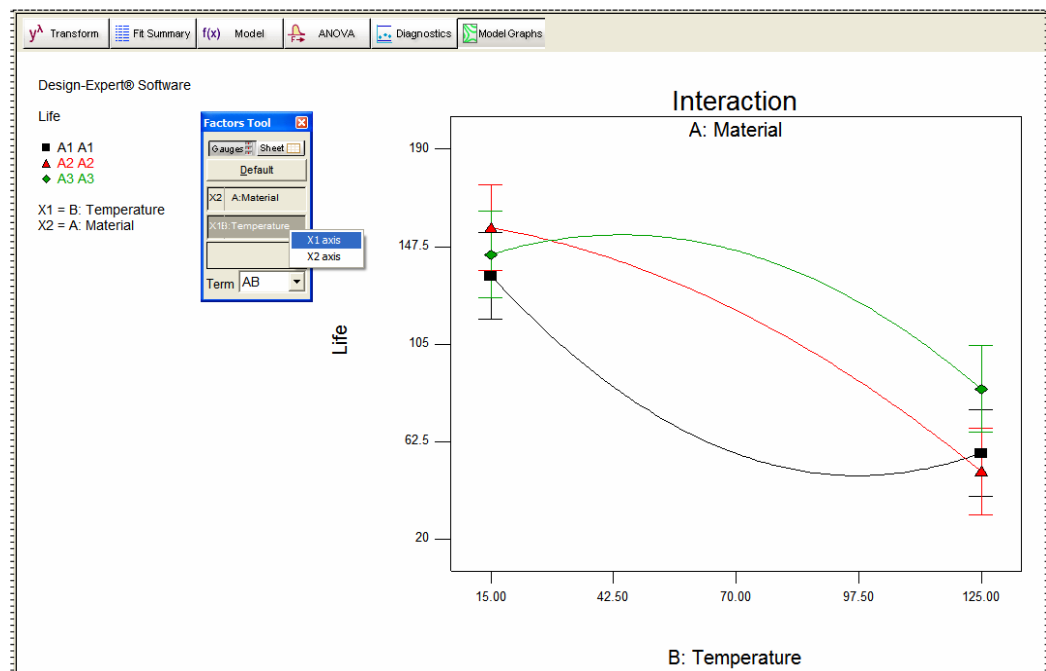 yλ Transform Fit Summary f(x) Model ANOVA Diagnostics Model Graphs
Design-Expert® Software
Life
A1 A1
A2 A2
A3 A3
X1 = B: Temperature
X2 = A: Material
Factors Tool
Gauges Sheet
Default
X2 A:Material
X1 B:Temperature
X1 axis
X2 axis
Term AB
Interaction
A: Material
190
147.5
105
62.5
20
Life
15.00 42.50 70.00 97.50 125.00
B: Temperature